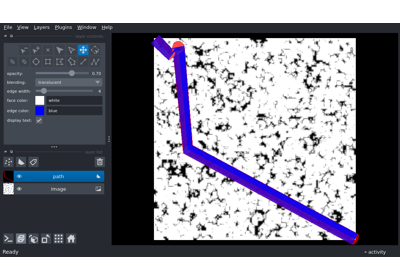 File View Layers Plugins Window Help
opacity: 0.70
blending: translucent
edge width:
face color: white
edge color: blue
display text:
path
Image
Ready activity